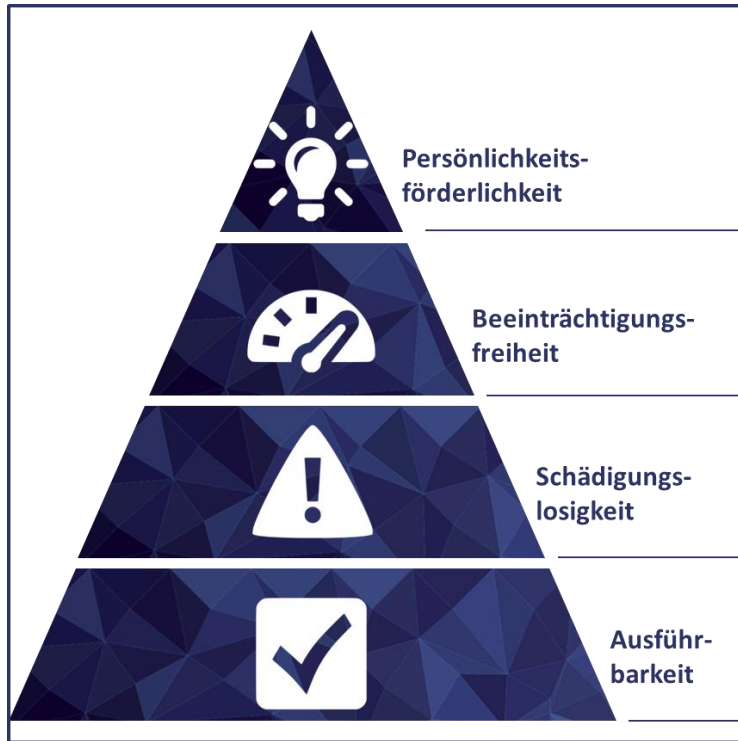 Persönlichkeits-
förderlichkeit
Beeinträchtigungs-
freiheit
Schädigungs-
losigkeit
Ausführ-
barkeit